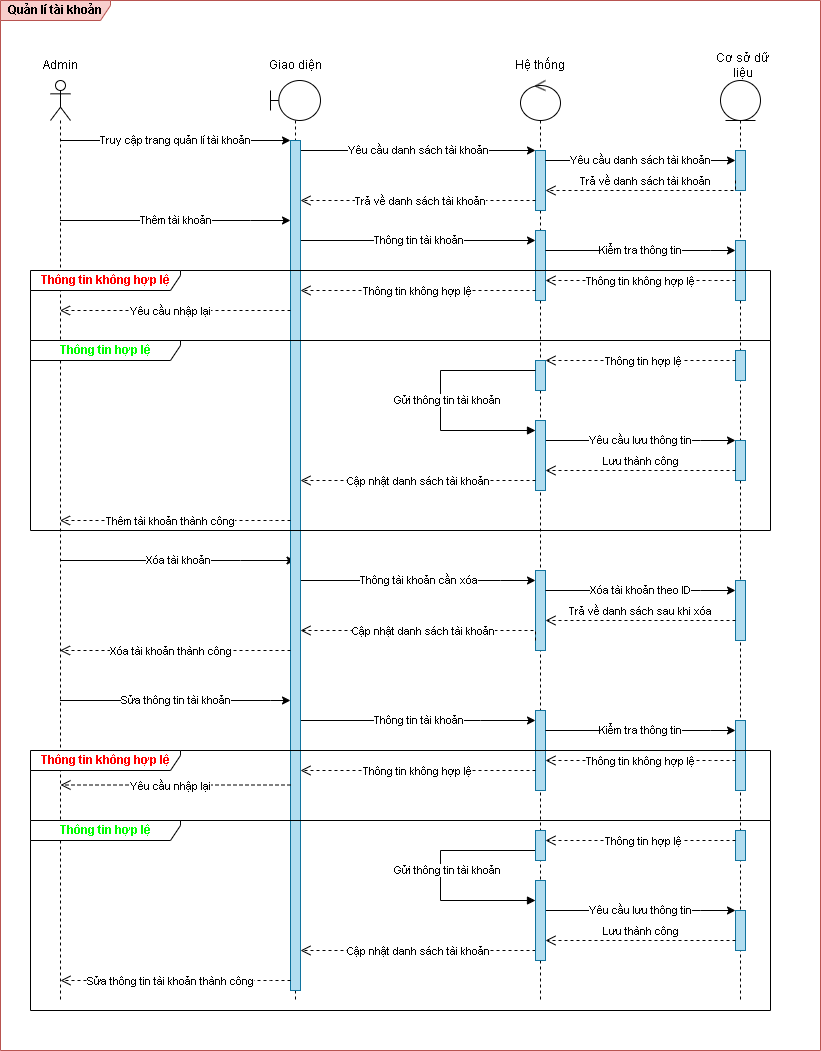 Quản lí tài khoản
Admin
Giao diện
Hệ thống
Cơ sở dữ
liệu
Truy cập trang quản lí tài khoản
Yêu cầu danh sách tài khoản
Yêu cầu danh sách tài khoản
Trả về danh sách tài khoản
Trả về danh sách tài khoản
Thêm tài khoản
Thông tin tài khoản
Kiểm tra thông tin
Thông tin không hợp lệ
Thông tin không hợp lệ
Thông tin không hợp lệ
Yêu cầu nhập lại
Thông tin hợp lệ
Thông tin hợp lệ
Gửi thông tin tài khoản
Yêu cầu lưu thông tin
Lưu thành công
Cập nhật danh sách tài khoản
Thêm tài khoản thành công
Xóa tài khoản
Thông tài khoản cần xóa
Xóa tài khoản theo ID
Trả về danh sách sau khi xóa
Cập nhật danh sách tài khoản
Xóa tài khoản thành công
Sửa thông tin tài khoản
Thông tin tài khoản
Kiểm tra thông tin
Thông tin không hợp lệ
Thông tin không hợp lệ
Thông tin không hợp lệ
Yêu cầu nhập lại
Thông tin hợp lệ
Thông tin hợp lệ
Gửi thông tin tài khoản
Yêu cầu lưu thông tin
Lưu thành công
Cập nhật danh sách tài khoản
Sửa thông tin tài khoản thành công